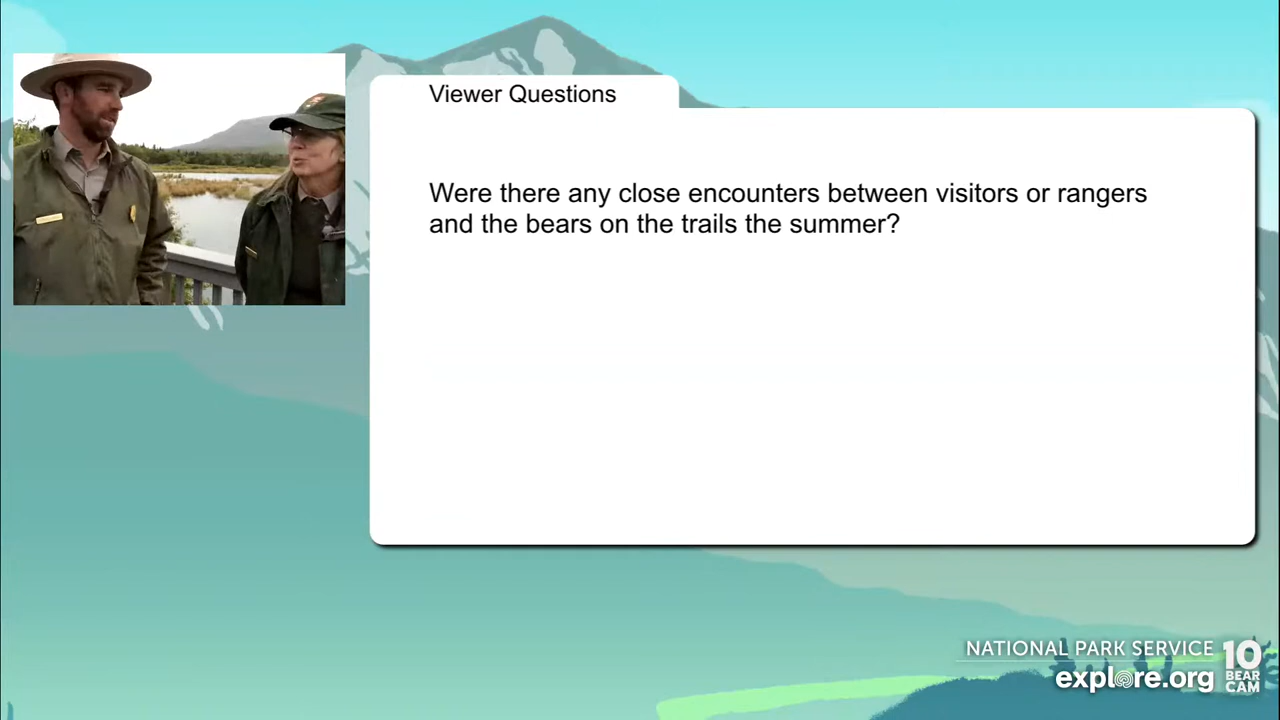 Viewer Questions
Were there any close encounters between visitors or rangers
and the bears on the trails the summer?
NATIONAL PARK SERVICE
explore.org
10
BEAR
CAM